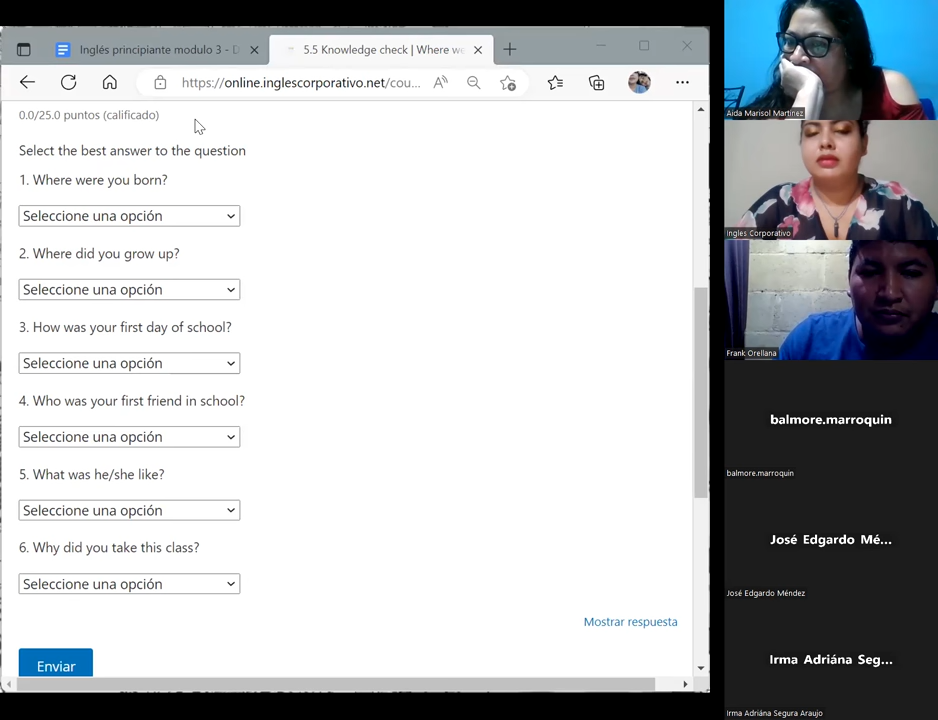 Inglés principiante modulo 3 - D
5.5 Knowledge check | Where we
https://online.inglescorporativo.net/cou...
0.0/25.0 puntos (calificado)
Select the best answer to the question
1. Where were you born?
Seleccione una opción
2. Where did you grow up?
Seleccione una opción
3. How was your first day of school?
Seleccione una opción
4. Who was your first friend in school?
Seleccione una opción
5. What was he/she like?
Seleccione una opción
6. Why did you take this class?
Seleccione una opción
Mostrar respuesta
Enviar
Aida Marisol Martinez
Ingles Corporativo
Frank Orellana
balmore.marroquin
balmore.marroquin
José Edgardo Mé...
José Edgardo Méndez
Irma Adriána Seg...
Irma Adriána Segura Araujo